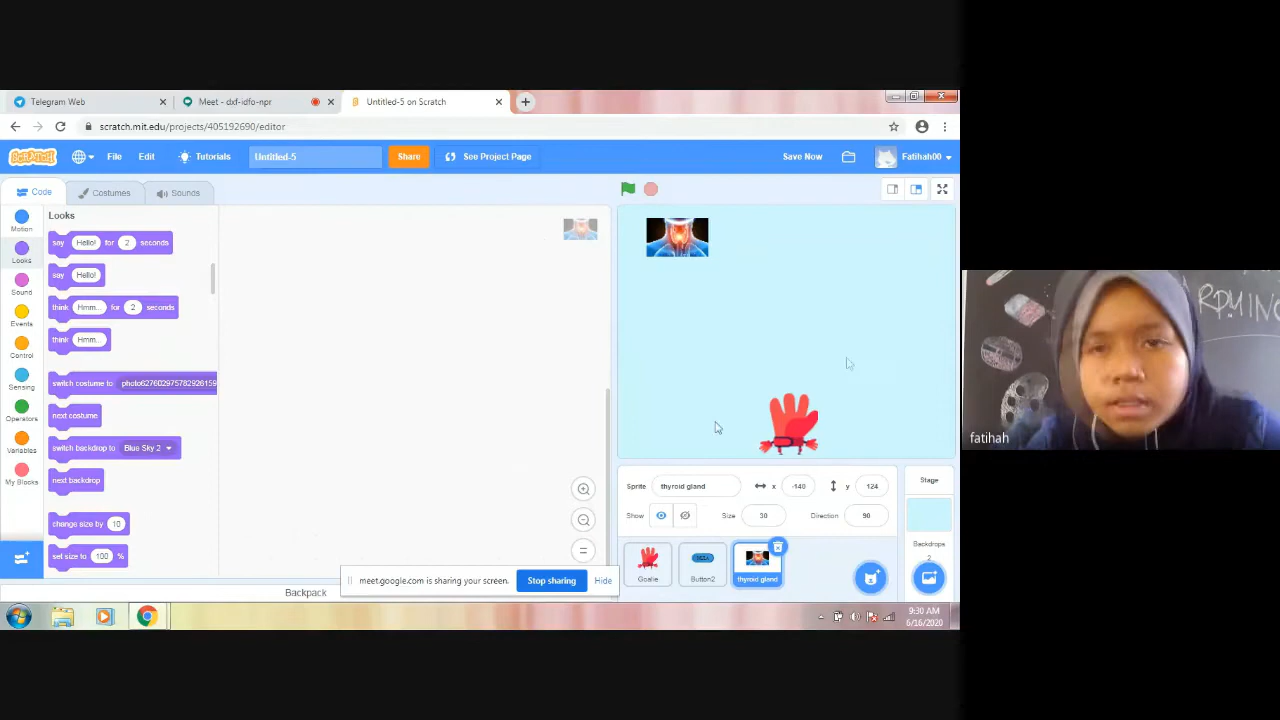 Telegram Web
Meet - dxf-idfo-npr
Untitled-5 on Scratch
scratch.mit.edu/projects/405192690/editor
SCRATCH
File
Edit
Tutorials
Untitled-5
Share
See Project Page
Save Now
Fatihah00
Code
Costumes
Sounds
Motion
Looks
Sound
Events
Control
Sensing
Operators
Variables
My Blocks
Looks
say Hello! for 2 seconds
say Hello!
think Hmm... for 2 seconds
think Hmm...
switch costume to photo627602975782926159
next costume
switch backdrop to Blue Sky 2
next backdrop
change size by 10
set size to 100 %
Backpack
meet.google.com is sharing your screen.
Stop sharing
Hide
Sprite
thyroid gland
x
-140
y
124
Show
Size
30
Direction
90
Goalie
Button2
thyroid gland
Stage
Backdrops
2
9:30 AM
6/16/2020
fatihah